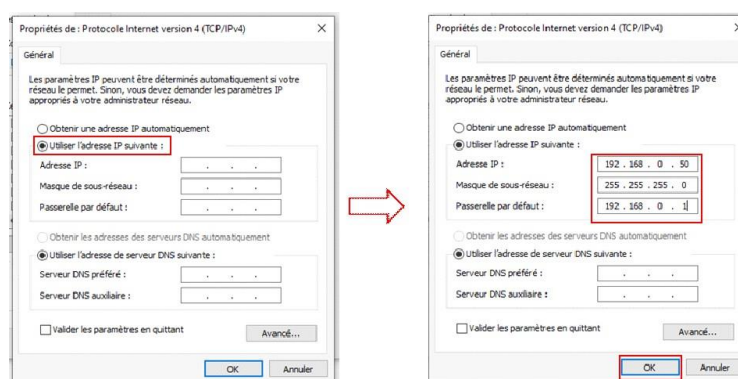 Propriétés de : Protocole Internet version 4 (TCP/IPv4)
Général
Les paramètres IP peuvent être déterminés automatiquement si votre
réseau le permet. Sinon, vous devez demander les paramètres IP
appropriés à votre administrateur réseau.
Obtenir une adresse IP automatiquement
Utiliser l'adresse IP suivante :
Adresse IP :
Masque de sous-réseau :
Passerelle par défaut :
Obtenir les adresses des serveurs DNS automatiquement
Utiliser l'adresse de serveur DNS suivante :
Serveur DNS préféré :
Serveur DNS auxiliaire :
Valider les paramètres en quittant
Avancé...
OK Annuler
Propriétés de : Protocole Internet version 4 (TCP/IPv4)
Général
Les paramètres IP peuvent être déterminés automatiquement si votre
réseau le permet. Sinon, vous devez demander les paramètres IP
appropriés à votre administrateur réseau.
Obtenir une adresse IP automatiquement
Utiliser l'adresse IP suivante :
Adresse IP : 192 . 168 . 0 . 50
Masque de sous-réseau : 255 . 255 . 255 . 0
Passerelle par défaut : 192 . 168 . 0 . 1
Obtenir les adresses des serveurs DNS automatiquement
Utiliser l'adresse de serveur DNS suivante :
Serveur DNS préféré :
Serveur DNS auxiliaire :
Valider les paramètres en quittant
Avancé...
OK Annuler